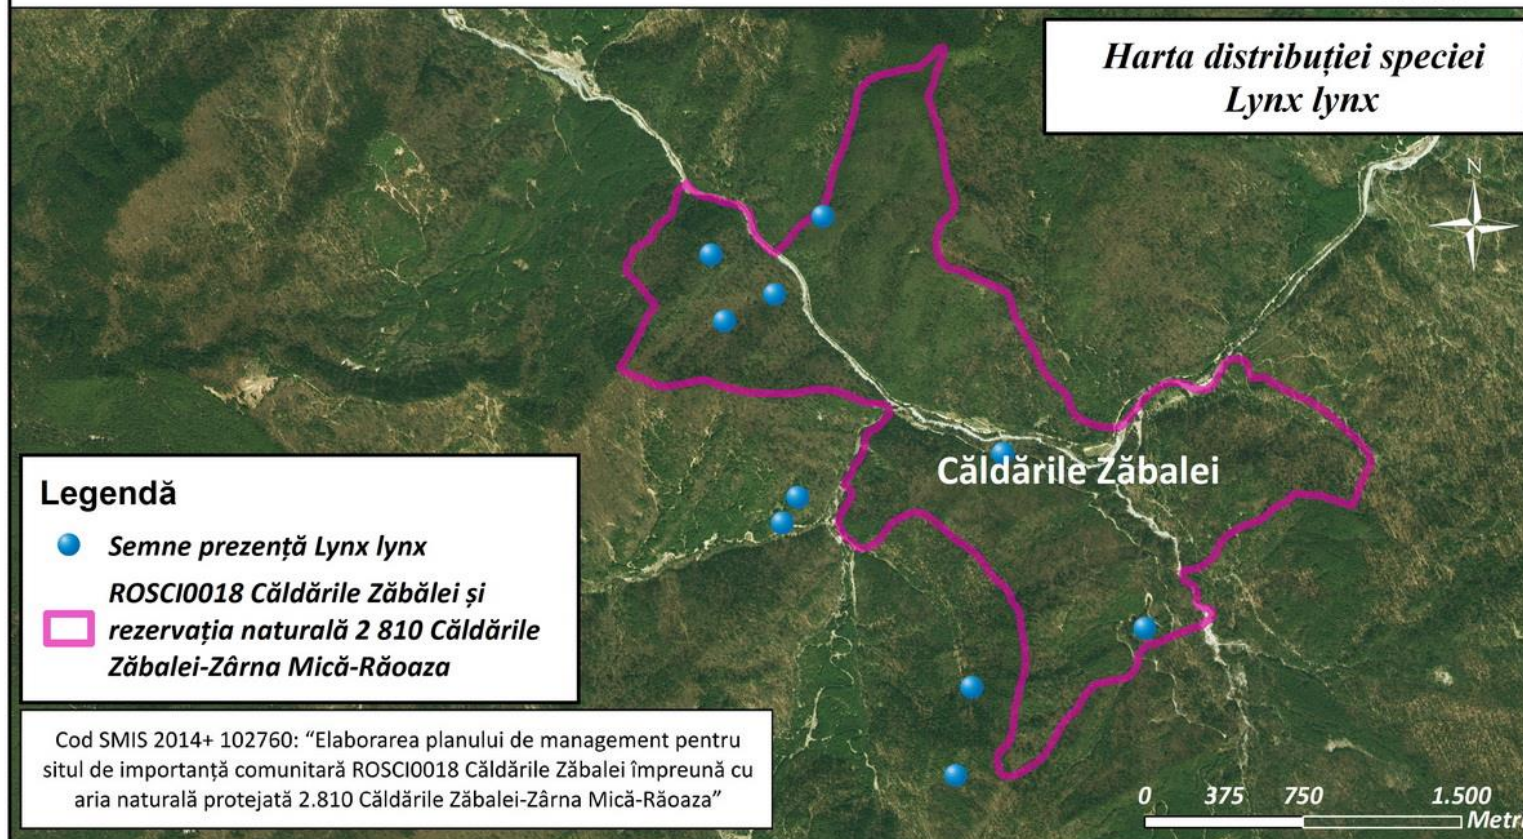 Harta distribuției speciei
Lynx lynx
N
Căldările Zăbalei
Legendă
Semne prezență Lynx lynx
ROSCI0018 Căldările Zăbălei și
rezervația naturală 2 810 Căldările
Zăbalei-Zârna Mică-Răoaza
Cod SMIS 2014+ 102760: “Elaborarea planului de management pentru
situl de importanță comunitară ROSCI0018 Căldările Zăbalei împreună cu
aria naturală protejată 2.810 Căldările Zăbalei-Zârna Mică-Răoaza”
0 375 750 1.500
Metri